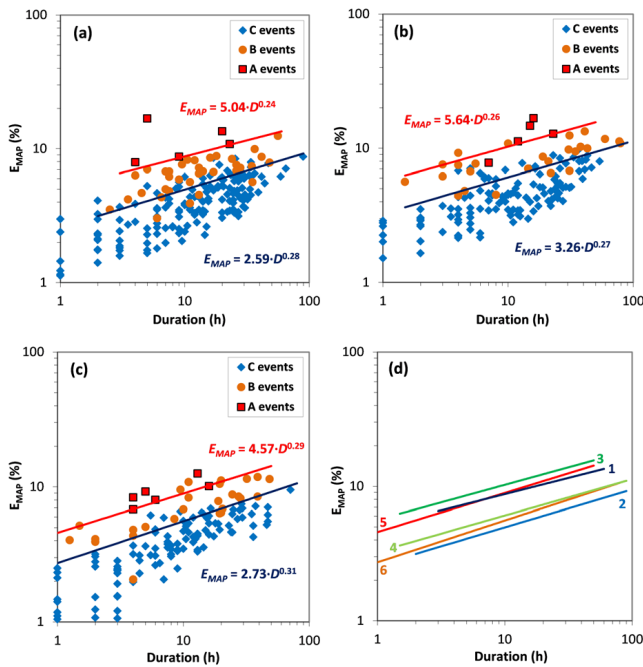 100
(a)
C events
B events
A events
E_MAP = 5.04·D^0.24
E_MAP (%)
10
E_MAP = 2.59·D^0.28
1
1
10
100
Duration (h)
100
(b)
C events
B events
A events
E_MAP = 5.64·D^0.26
E_MAP (%)
10
E_MAP = 3.26·D^0.27
1
1
10
100
Duration (h)
100
(c)
C events
B events
A events
E_MAP = 4.57·D^0.29
E_MAP (%)
10
E_MAP = 2.73·D^0.31
1
1
10
100
Duration (h)
100
(d)
3
1
E_MAP (%)
10
5
2
4
6
1
1
10
100
Duration (h)